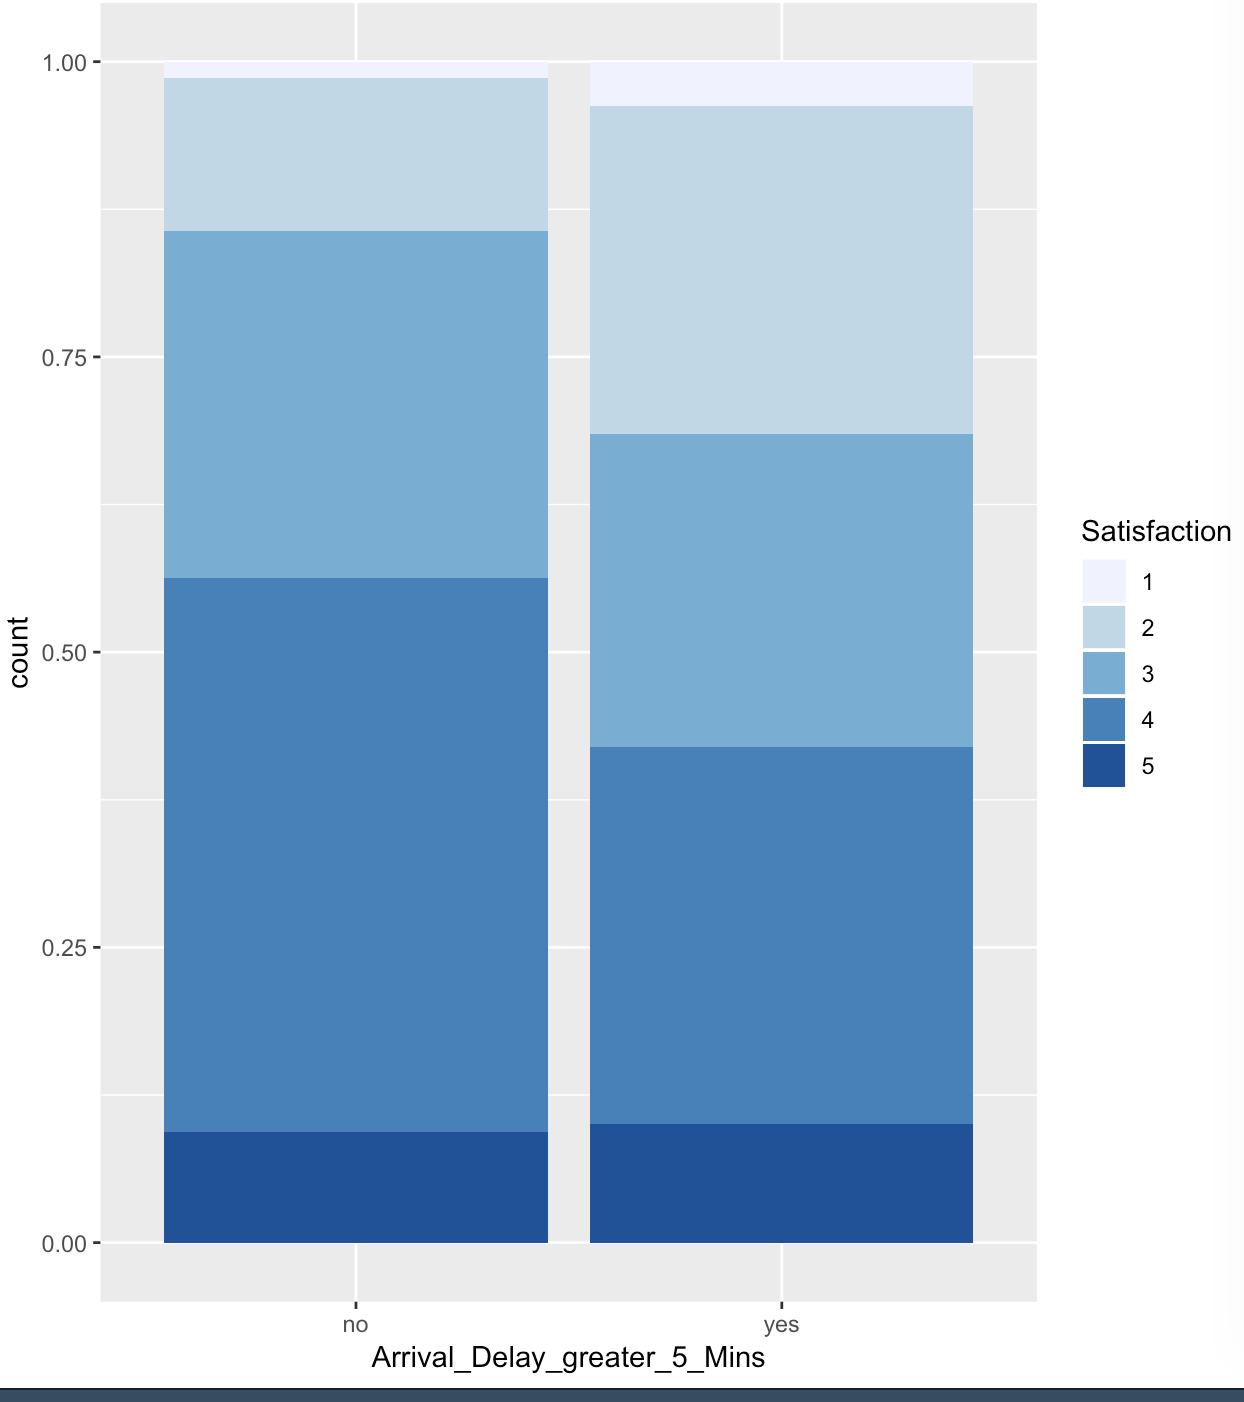 1.00
0.75
0.50
0.25
0.00
count
no
yes
Arrival_Delay_greater_5_Mins
Satisfaction
1
2
3
4
5